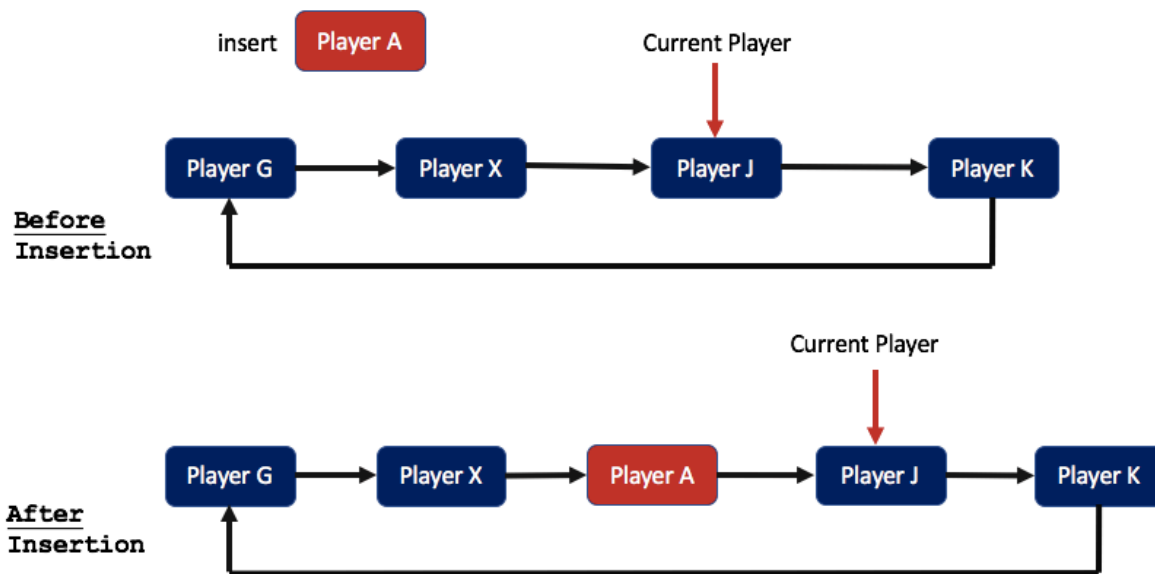 insert Player A
Current Player
Player G Player X Player J Player K
Before
Insertion
Current Player
Player G Player X Player A Player J Player K
After
Insertion